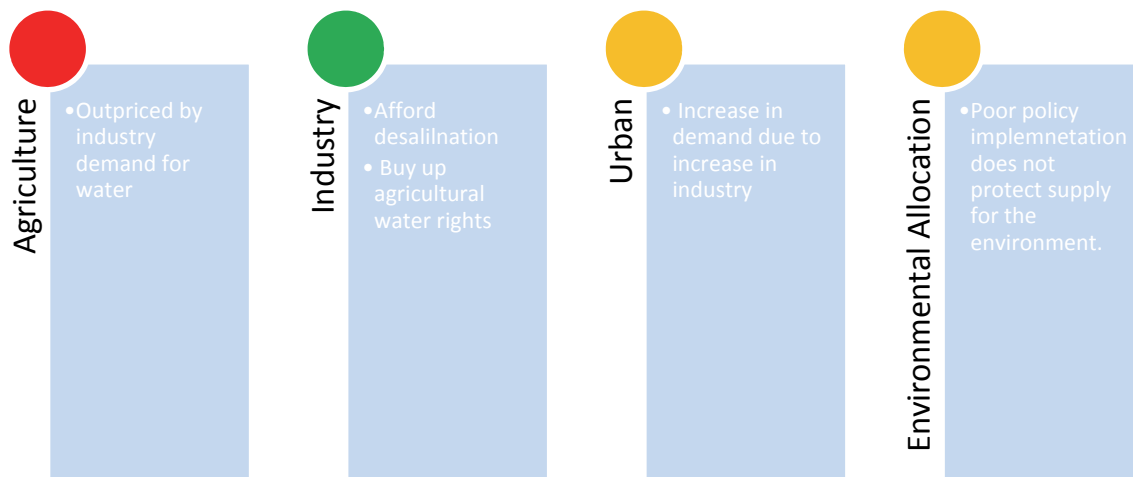 Agriculture
•Outpriced by
industry
demand for
water
Industry
•Afford
desalilnation
• Buy up
agricultural
water rights
Urban
• Increase in
demand due to
increase in
industry
Environmental Allocation
•Poor policy
implemnetation
does not
protect supply
for the
environment.